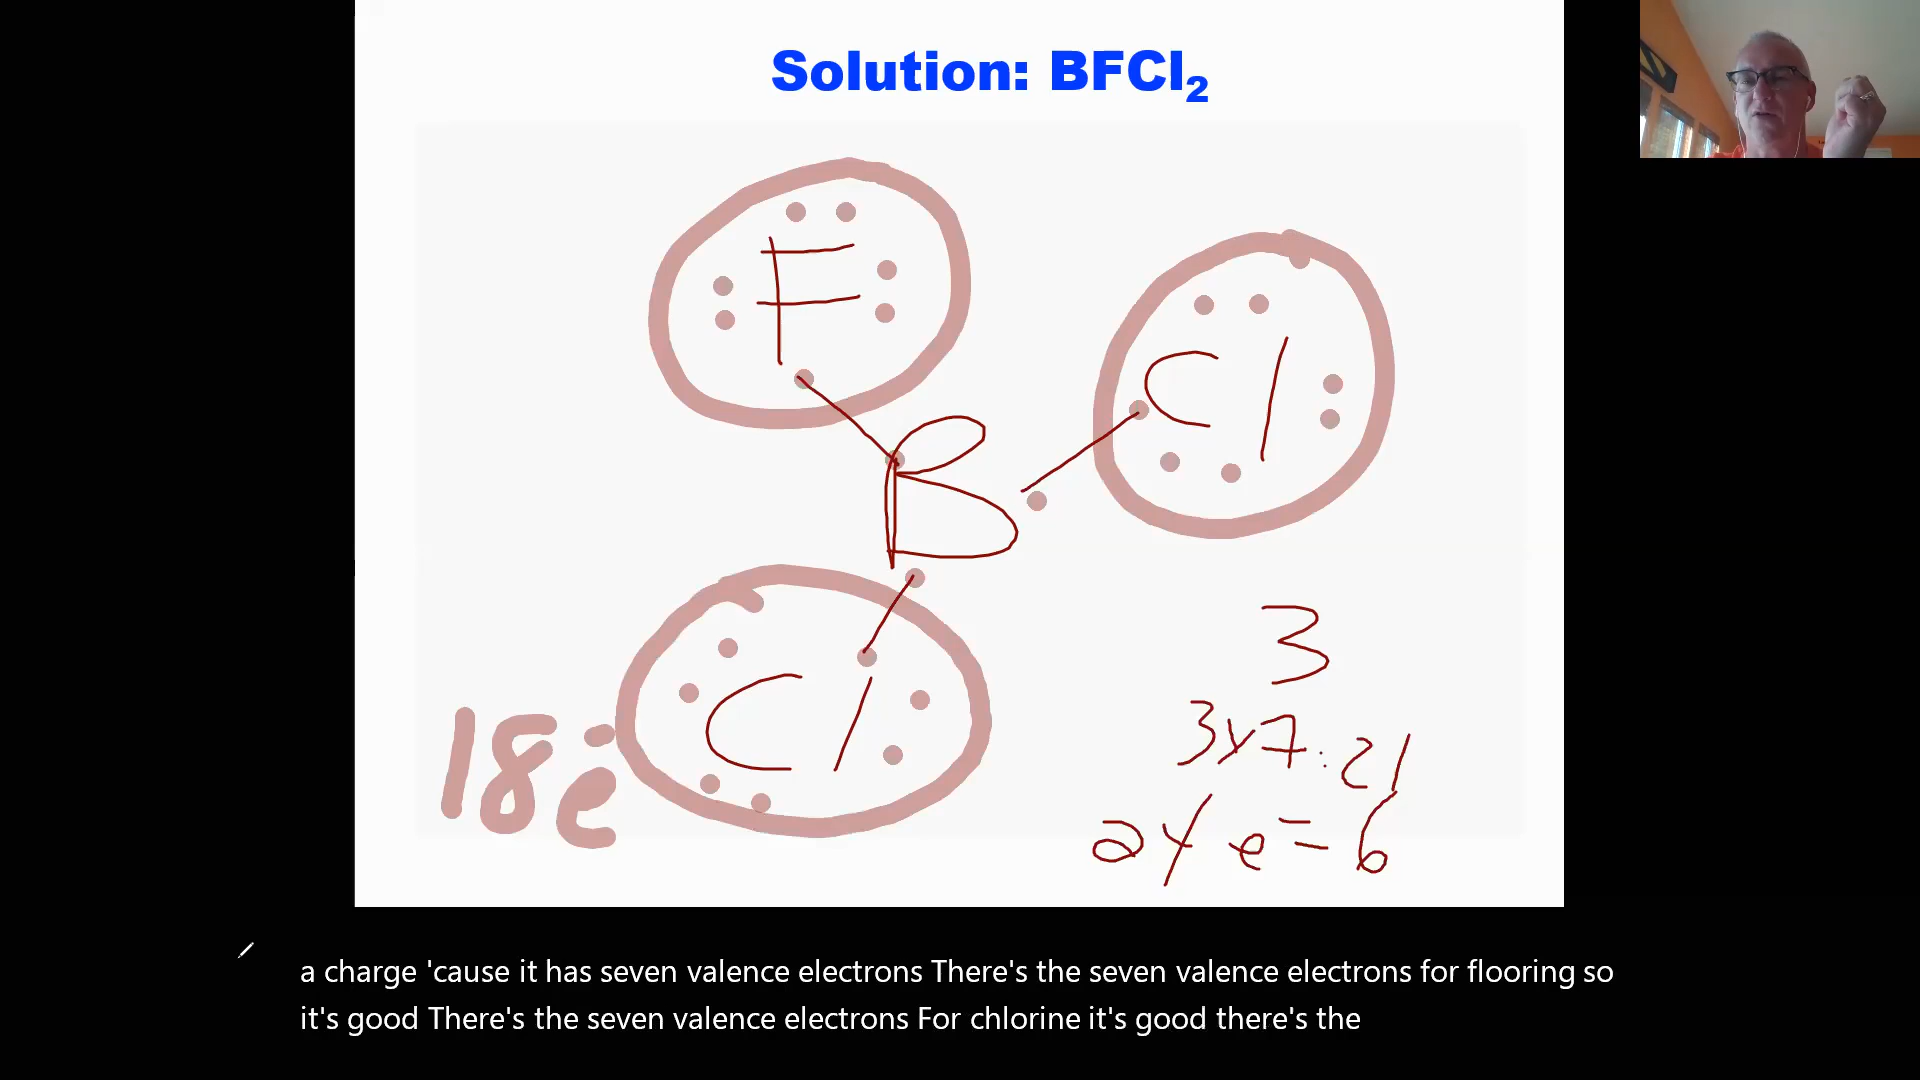 Solution: BFCl₂
F
Cl
B
Cl
3
3x7:21
18e-
24 e- - 6
a charge 'cause it has seven valence electrons There's the seven valence electrons for flooring so
it's good There's the seven valence electrons For chlorine it's good there's the